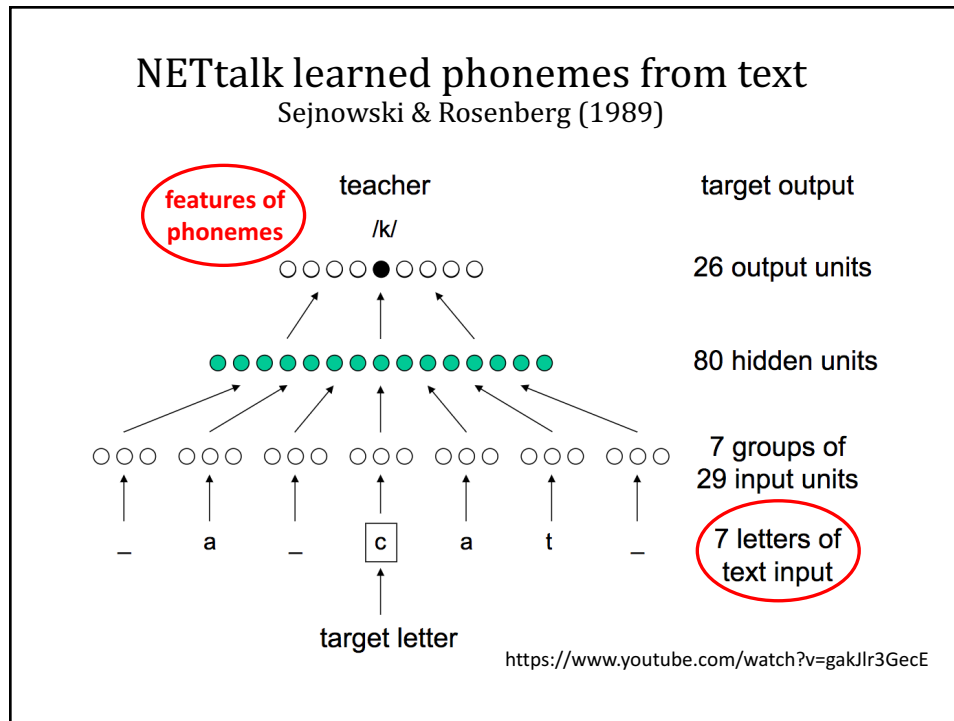 NETtalk learned phonemes from text
Sejnowski & Rosenberg (1989)
features of
phonemes
teacher
target output
/k/
26 output units
80 hidden units
7 groups of
29 input units
_ a _ c a t _
7 letters of
text input
target letter
https://www.youtube.com/watch?v=gakJlr3GecE